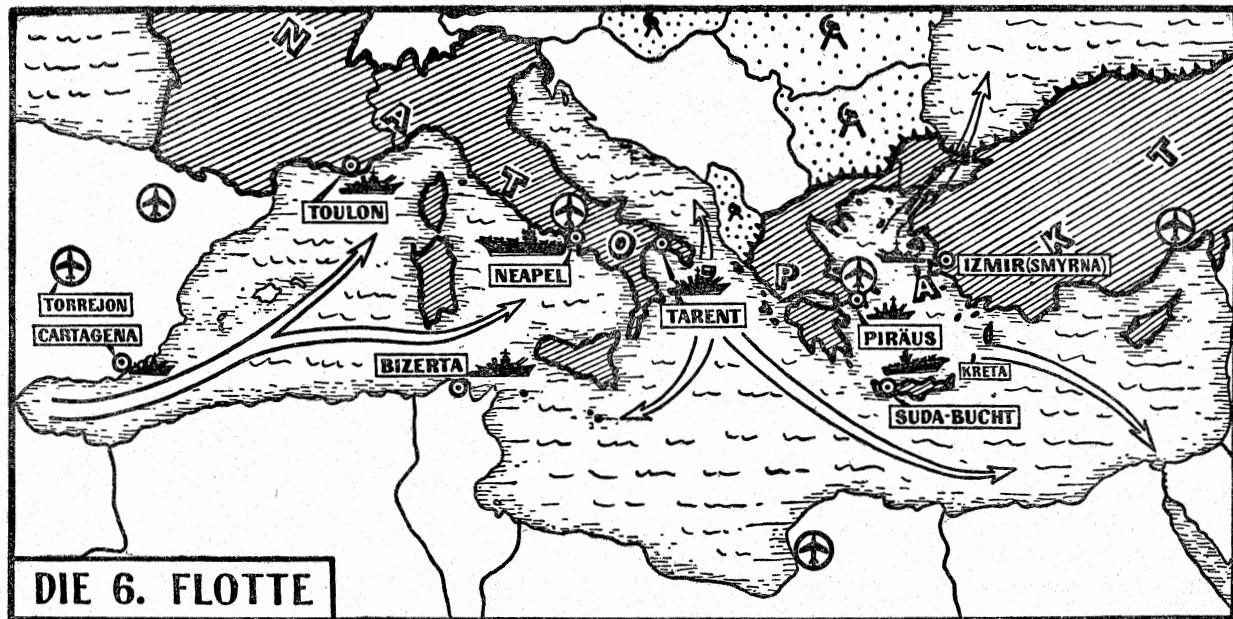 N
A
T
O
P
A
K
T
TOULON
TORREJON
CARTAGENA
NEAPEL
BIZERTA
TARENT
IZMIR (SMYRNA)
PIRÄUS
KRETA
SUDA-BUCHT
DIE 6. FLOTTE